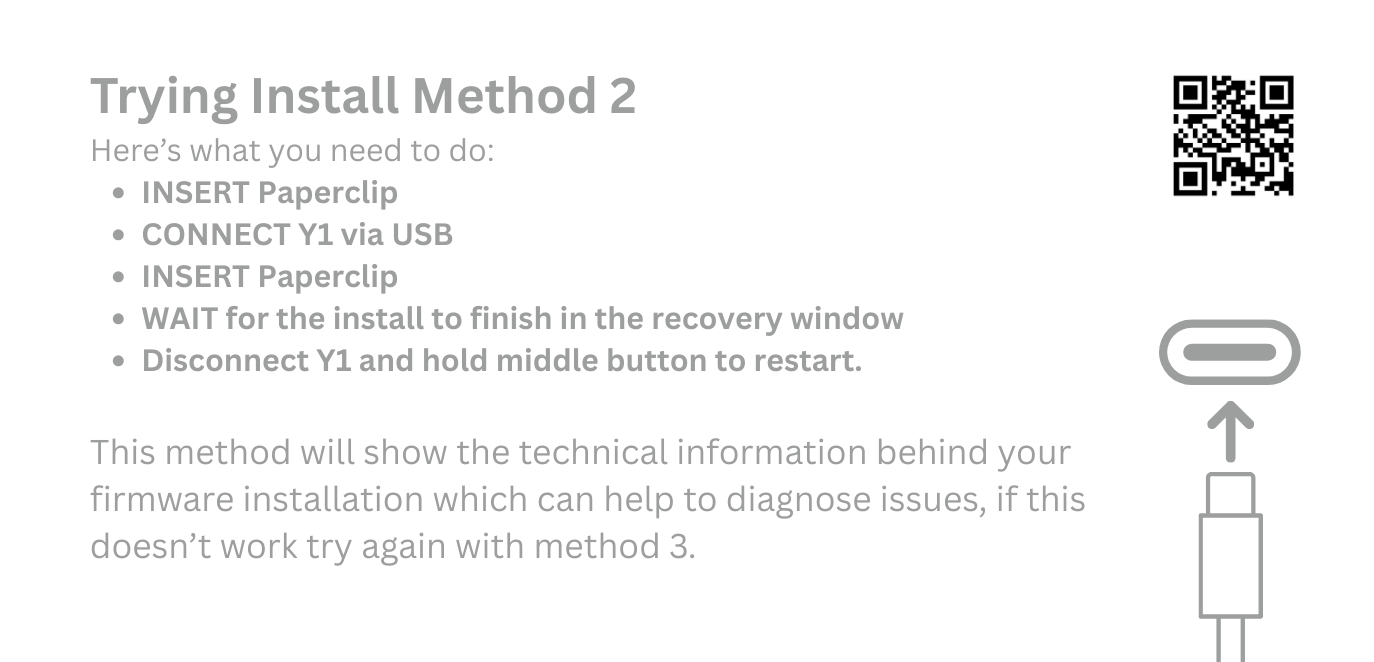 Trying Install Method 2
Here’s what you need to do:
• INSERT Paperclip
• CONNECT Y1 via USB
• INSERT Paperclip
• WAIT for the install to finish in the recovery window
• Disconnect Y1 and hold middle button to restart.
This method will show the technical information behind your
firmware installation which can help to diagnose issues, if this
doesn’t work try again with method 3.